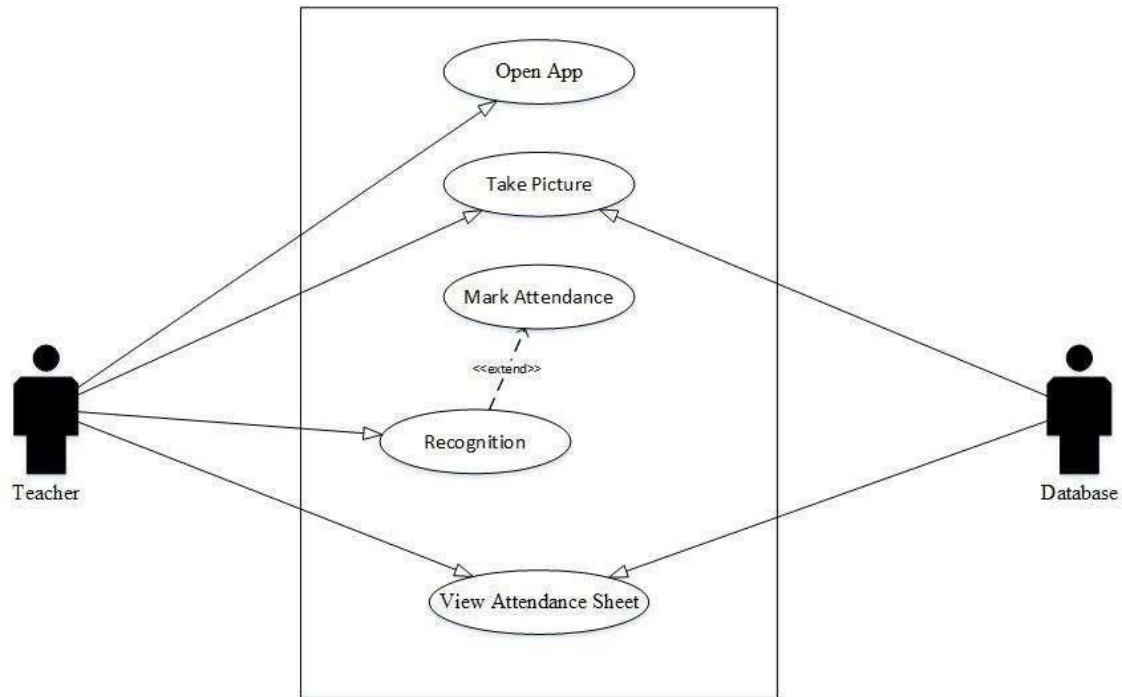 Open App
Take Picture
Mark Attendance
<<extend>>
Recognition
Teacher
Database
View Attendance Sheet